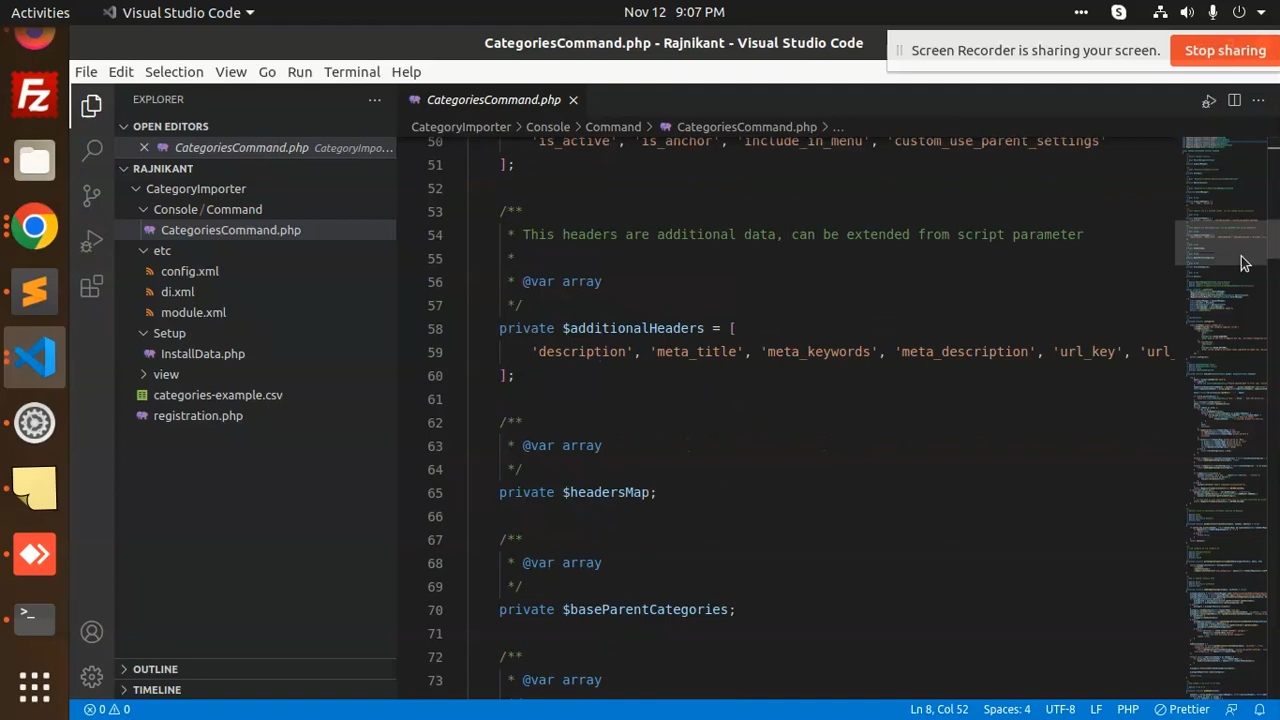 Activities
Visual Studio Code
Nov 12 9:07 PM
CategoriesCommand.php - Rajnikant - Visual Studio Code
Screen Recorder is sharing your screen.
Stop sharing
File Edit Selection View Go Run Terminal Help
EXPLORER
CategoriesCommand.php
OPEN EDITORS
CategoriesCommand.php CategoryImpo...
CategoryImporter > Console > Command > CategoriesCommand.php > ...
RAJNIKANT
CategoryImporter
Console / Command
CategoriesCommand.php
etc
config.xml
di.xml
module.xml
Setup
InstallData.php
view
categories-example.csv
registration.php
OUTLINE
TIMELINE
50 'is_active', 'is_anchor', 'include_in_menu', 'custom_use_parent_settings'
51 ];
52
53 /**
54 headers are additional data, can be extended from script parameter
55 *
56 * @var array
57 */
58 private $additionalHeaders = [
59 scription', 'meta_title', 'meta_keywords', 'meta_description', 'url_key', 'url_
60 ];
61
62 /**
63 * @var array
64 */
65 private $headersMap;
66
67 /**
68 * @var array
69
70 $baseParentCategories;
71
72 /**
73 * @var array
0 0
Ln 8, Col 52 Spaces: 4 UTF-8 LF PHP Prettier